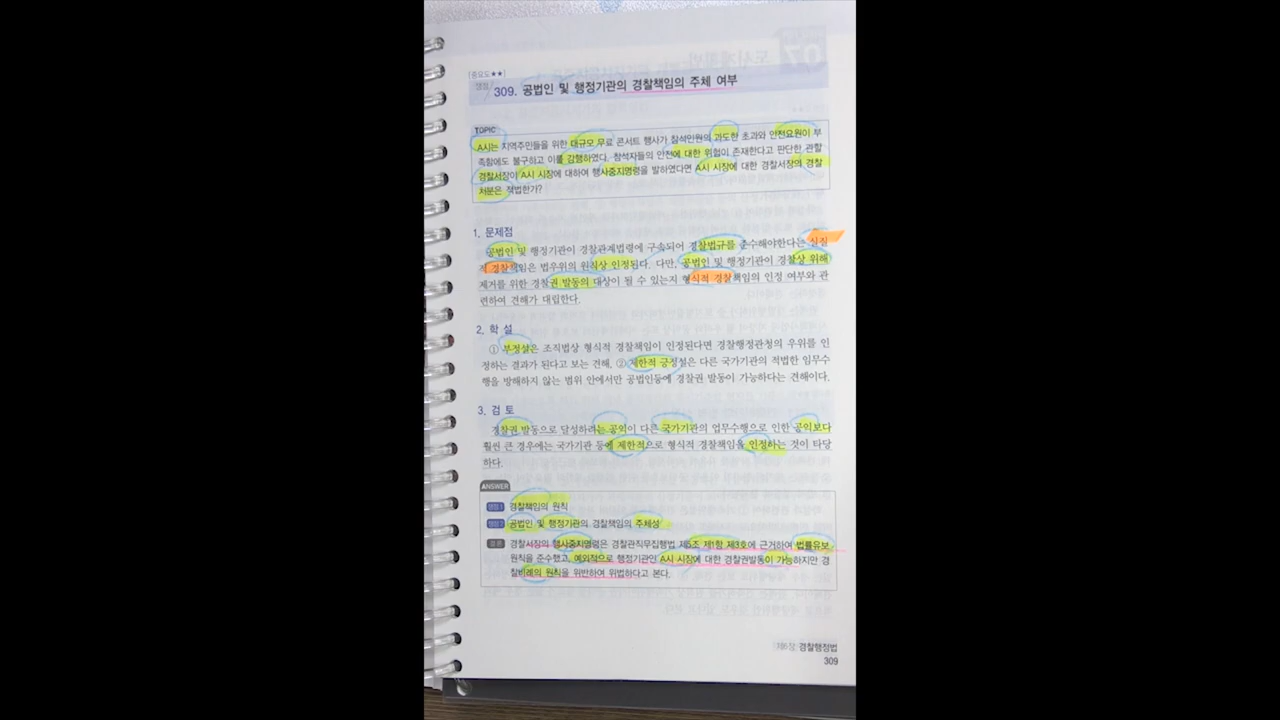 [중요도★★]
쟁점
309. 공법인 및 행정기관의 경찰책임의 주체 여부
TOPIC
A시는 지역주민들을 위한 대규모 무료 콘서트 행사가 참석인원의 과도한 초과와 안전요원이 부
족함에도 불구하고 이를 강행하였다. 참석자들의 안전에 대한 위험이 존재한다고 판단한 관할
경찰서장이 A시 시장에 대하여 행사중지명령을 발하였다면 A시 시장에 대한 경찰서장의 경찰
처분은 적법한가?
1. 문제점
공법인 및 행정기관이 경찰관계법령에 구속되어 경찰법규를 준수해야한다는 실질
적 경찰책임은 법우위의 원칙상 인정된다. 다만, 공법인 및 행정기관이 경찰상 위해
제거를 위한 경찰권 발동의 대상이 될 수 있는지 형식적 경찰책임의 인정 여부와 관
련하여 견해가 대립한다.
2. 학 설
① 부정설은 조직법상 형식적 경찰책임이 인정된다면 경찰행정관청의 우위를 인
정하는 결과가 된다고 보는 견해, ② 제한적 긍정설은 다른 국가기관의 적법한 임무수
행을 방해하지 않는 범위 안에서만 공법인등에 경찰권 발동이 가능하다는 견해이다.
3. 검 토
경찰권 발동으로 달성하려는 공익이 다른 국가기관의 업무수행으로 인한 공익보다
훨씬 큰 경우에는 국가기관 등에 제한적으로 형식적 경찰책임을 인정하는 것이 타당
하다.
ANSWER
쟁점1 경찰책임의 원칙
쟁점2 공법인 및 행정기관의 경찰책임의 주체성
결론 경찰서장의 행사중지명령은 경찰관직무집행법 제5조 제1항 제3호에 근거하여 법률유보
원칙을 준수했고, 예외적으로 행정기관인 A시 시장에 대한 경찰권발동이 가능하지만 경
찰비례의 원칙을 위반하여 위법하다고 본다.
제6장 경찰행정법
309